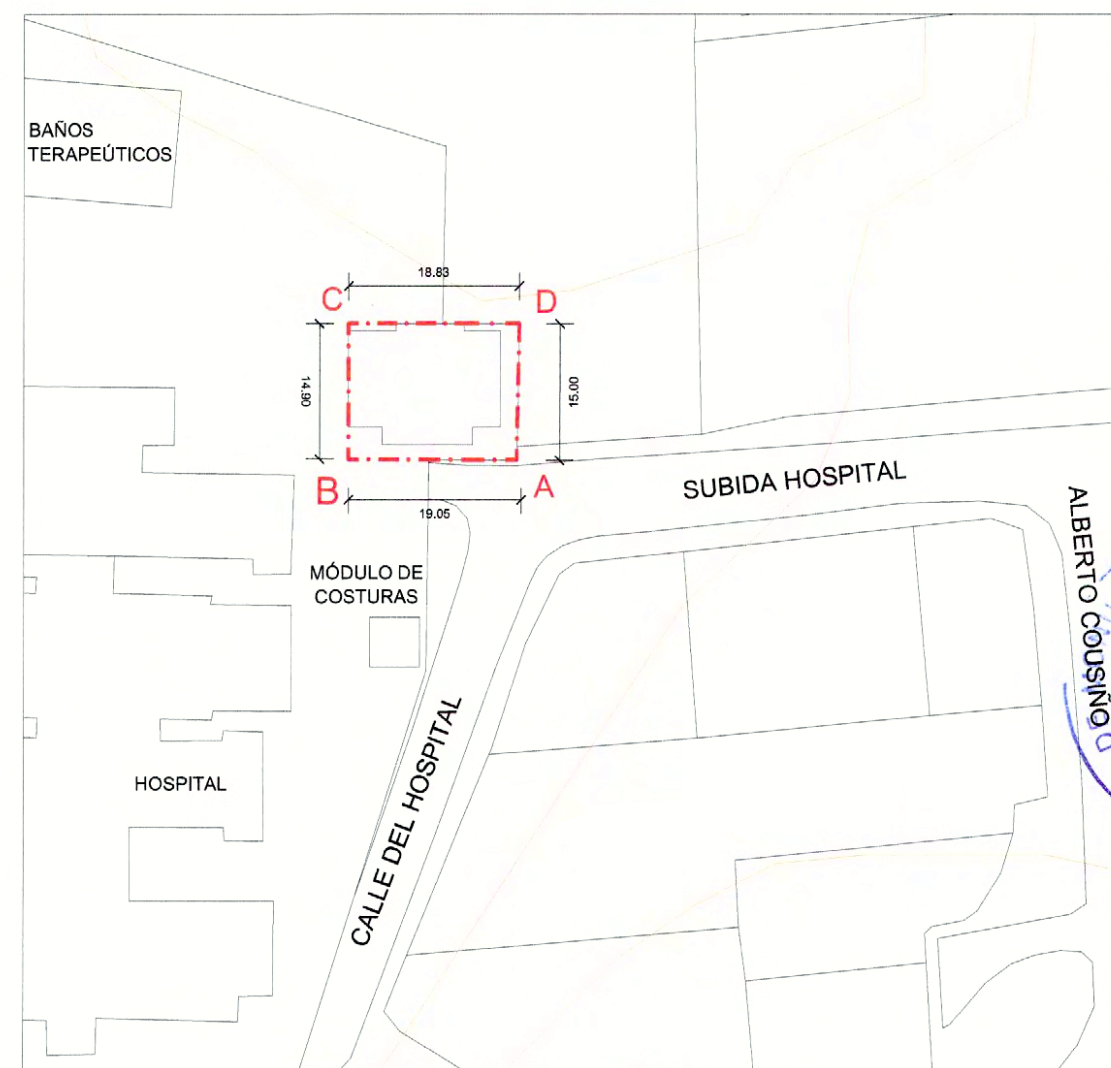 BAÑOS
TERAPEÚTICOS
18.83
C
D
14.90
15.00
B
A
19.05
SUBIDA HOSPITAL
ALBERTO COUSIÑO
MÓDULO DE
COSTURAS
HOSPITAL
CALLE DEL HOSPITAL